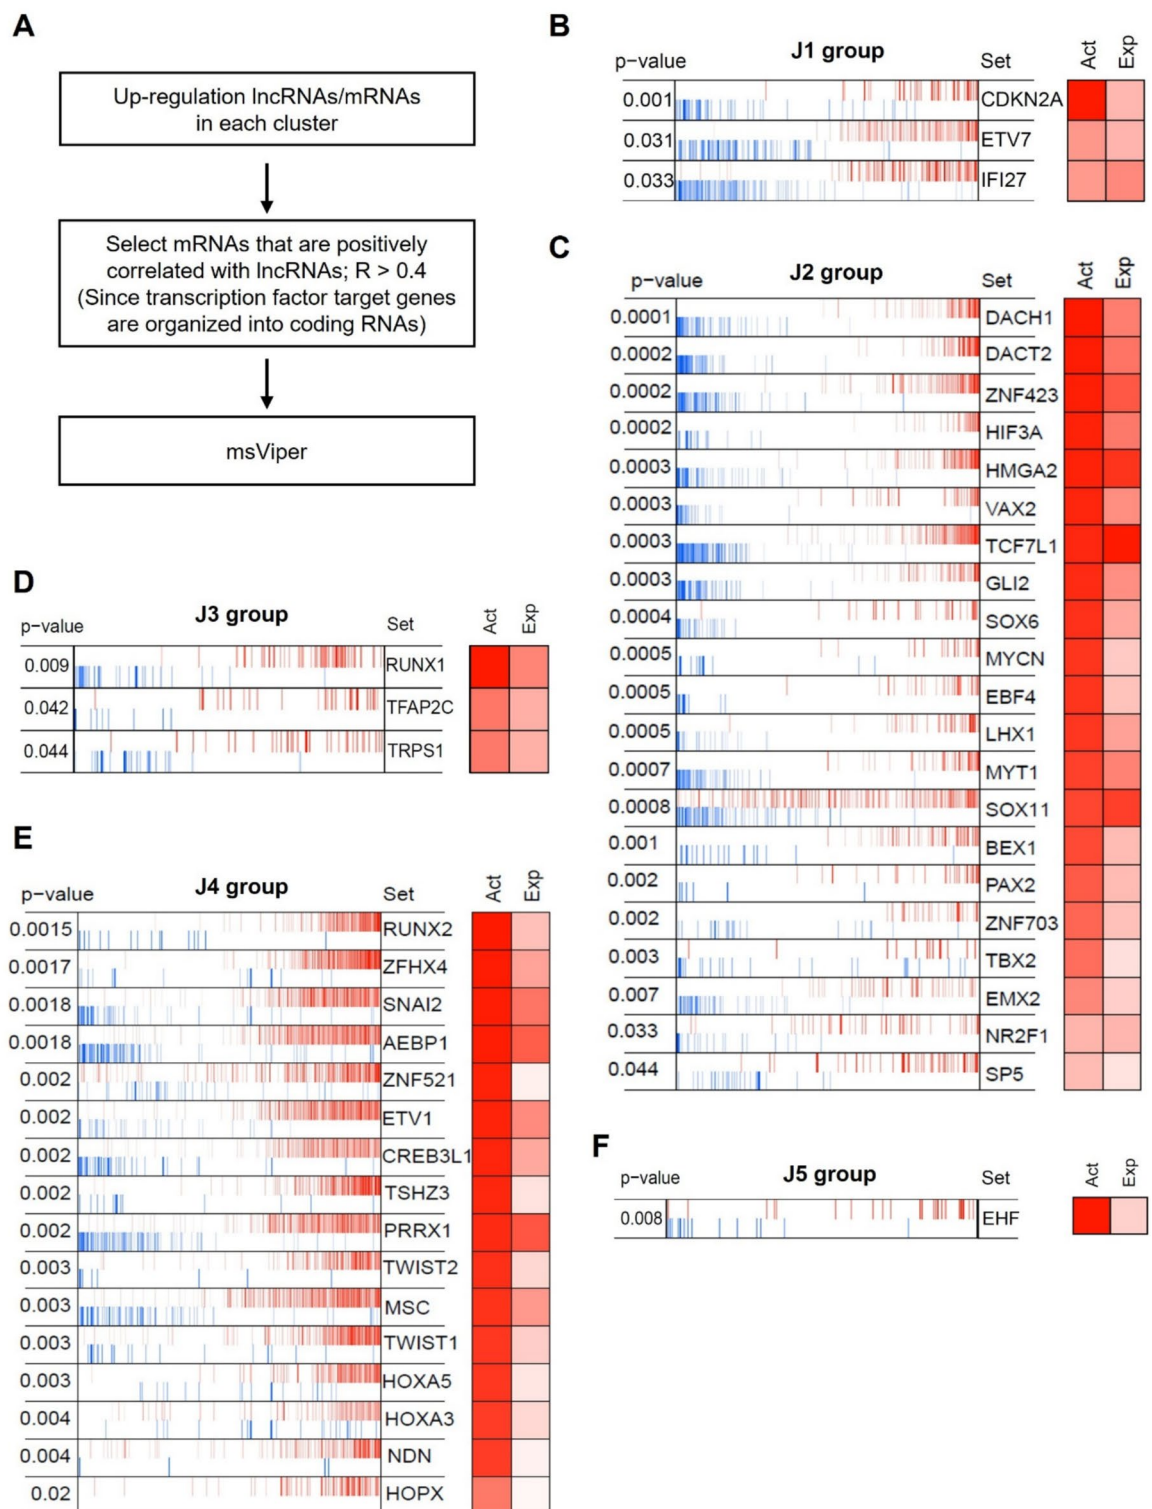 A
Up-regulation lncRNAs/mRNAs
in each cluster
Select mRNAs that are positively
correlated with lncRNAs; R > 0.4
(Since transcription factor target genes
are organized into coding RNAs)
msViper
B
J1 group
p-value Set Act Exp
0.001 CDKN2A
0.031 ETV7
0.033 IFI27
C
J2 group
p-value Set Act Exp
0.0001 DACH1
0.0002 DACT2
0.0002 ZNF423
0.0002 HIF3A
0.0003 HMGA2
0.0003 VAX2
0.0003 TCF7L1
0.0003 GLI2
0.0004 SOX6
0.0005 MYCN
0.0005 EBF4
0.0005 LHX1
0.0007 MYT1
0.0008 SOX11
0.001 BEX1
0.002 PAX2
0.002 ZNF703
0.003 TBX2
0.007 EMX2
0.033 NR2F1
0.044 SP5
D
J3 group
p-value Set Act Exp
0.009 RUNX1
0.042 TFAP2C
0.044 TRPS1
E
J4 group
p-value Set Act Exp
0.0015 RUNX2
0.0017 ZFHX4
0.0018 SNAI2
0.0018 AEBP1
0.002 ZNF521
0.002 ETV1
0.002 CREB3L1
0.002 TSHZ3
0.002 PRRX1
0.003 TWIST2
0.003 MSC
0.003 TWIST1
0.003 HOXA5
0.004 HOXA3
0.004 NDN
0.02 HOPX
F
J5 group
p-value Set Act Exp
0.008 EHF